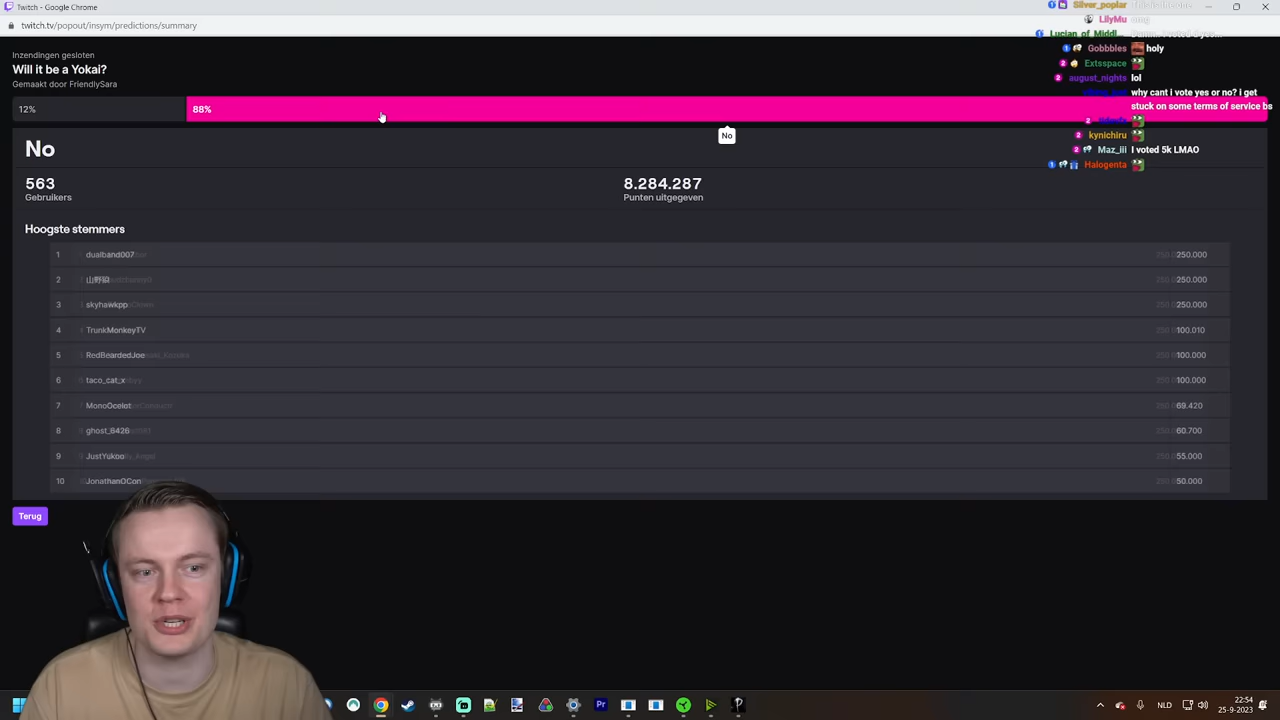 Twitch - Google Chrome
twitch.tv/popout/insym/predictions/summary
Inzendingen gesloten
Will it be a Yokai?
Gemaakt door FriendlySara
12%
88%
No
No
563
Gebruikers
8.284.287
Punten uitgegeven
Hoogste stemmers
1 dualband007 250.000
2 250.000
3 skyhawkpp 250.000
4 TrunkMonkeyTV 100.010
5 RedBeardedJoe 100.000
6 taco_cat_x 100.000
7 MonoOcelot 69.420
8 ghost_8426 60.700
9 JustYukoo 55.000
10 JonathanOCon 50.000
Terug
Silver_poplar
LilyMu omg
Lucian_of_Middl...
Gobbbles holy
Extsspace
august_nights lol
why cant i vote yes or no? i get
stuck on some terms of service bs
kynichiru
Maz_iii I voted 5k LMAO
Halogenta
Pr
NLD
22:54
25-9-2023